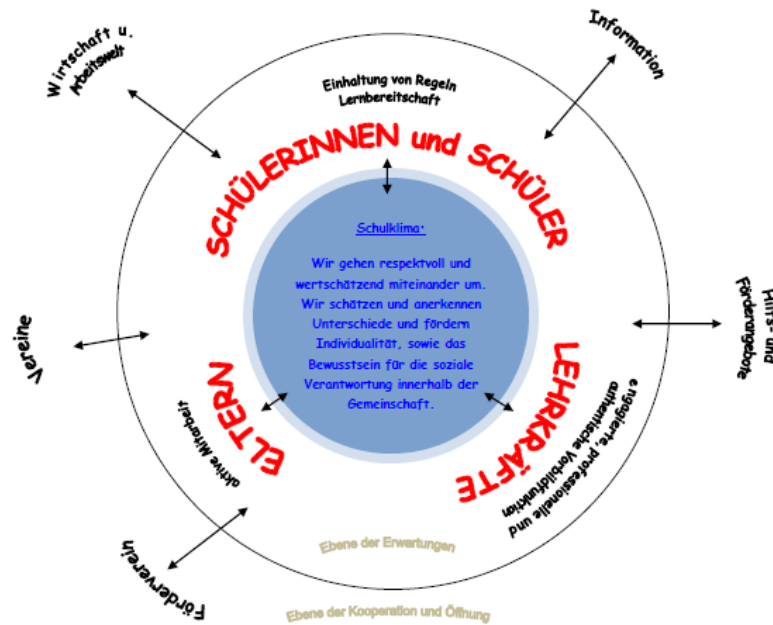 Wirtschaft u.
Arbeitswelt
Information
Einhaltung von Regeln
Lernbereitschaft
SCHÜLERINNEN und SCHÜLER
Schulklima:
Wir gehen respektvoll und
wertschätzend miteinander um.
Wir schätzen und anerkennen
Unterschiede und fördern
Individualität, sowie das
Bewusstsein für die soziale
Verantwortung innerhalb der
Gemeinschaft.
Vereine
Hilfs- und
Förderangebote
ELTERN
aktive Mitarbeit
LEHRKRÄFTE
engagierte, professionelle und
authentische Vorbildfunktion
Förderverein
Ebene der Erwartungen
Ebene der Kooperation und Öffnung